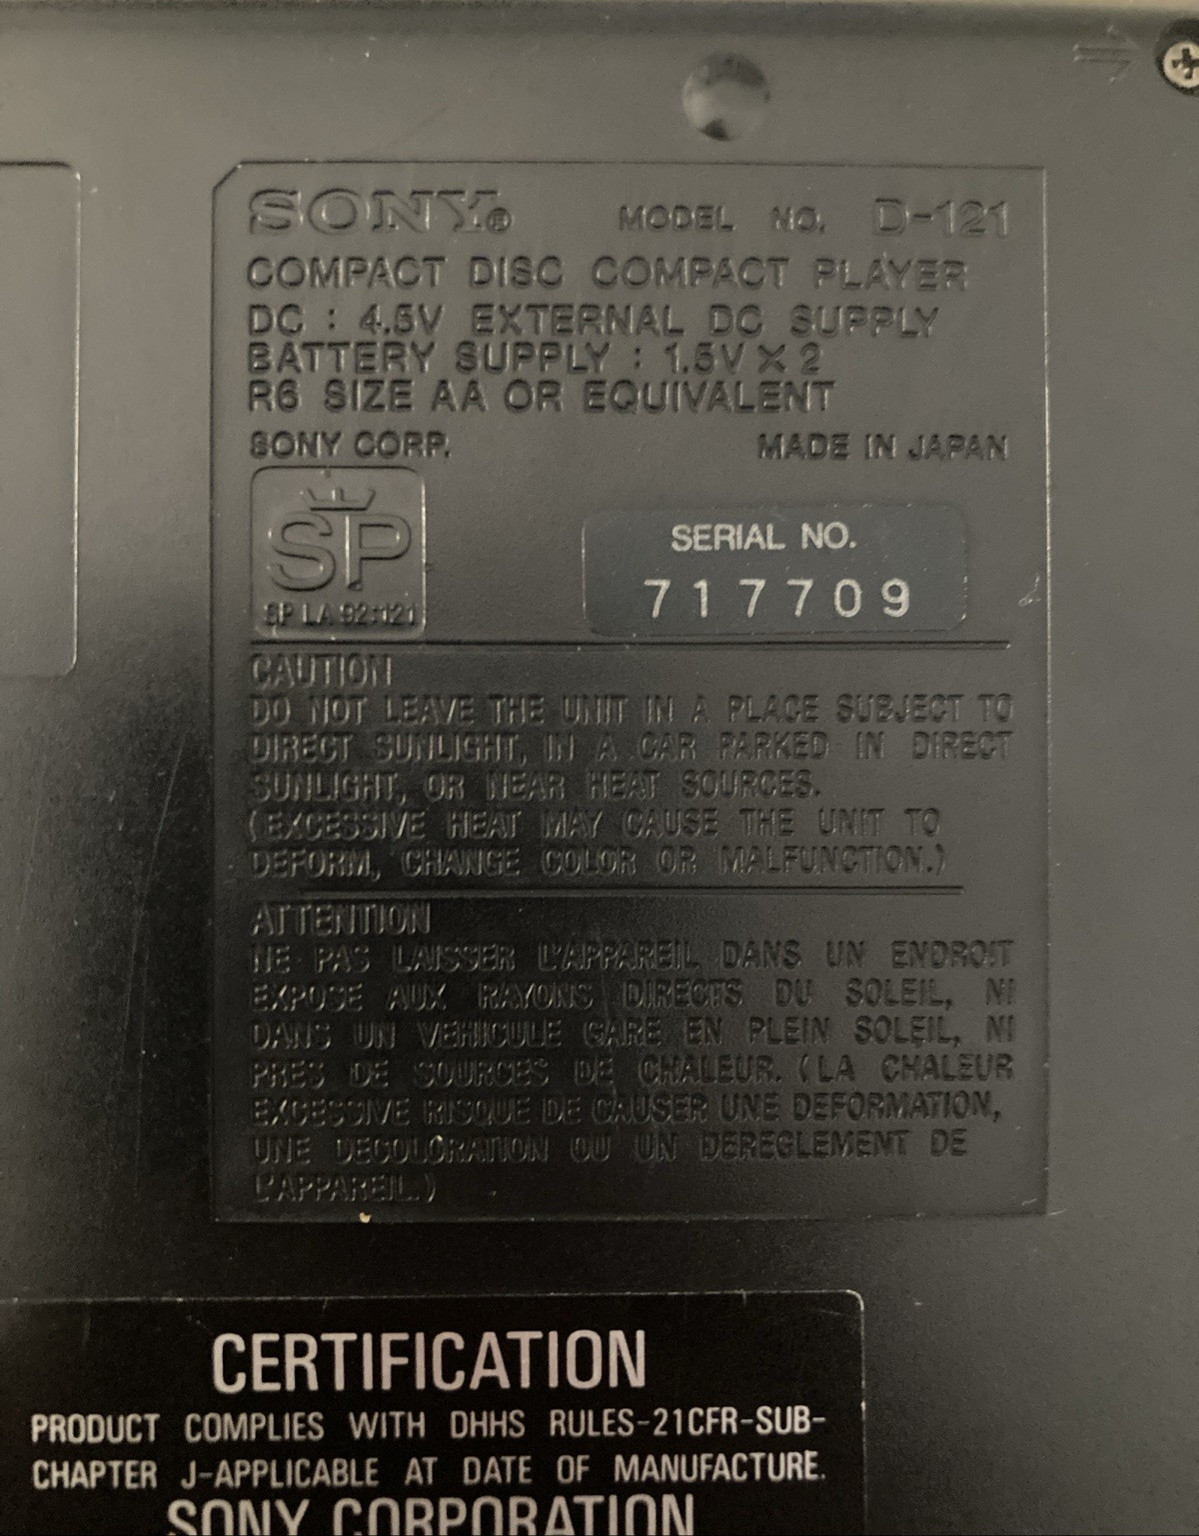 SONY® MODEL NO. D-121
COMPACT DISC COMPACT PLAYER
DC : 4.5V EXTERNAL DC SUPPLY
BATTERY SUPPLY : 1.5V × 2
R6 SIZE AA OR EQUIVALENT
SONY CORP. MADE IN JAPAN
SP
SP LA 92:121
SERIAL NO.
717709
CAUTION
DO NOT LEAVE THE UNIT IN A PLACE SUBJECT TO
DIRECT SUNLIGHT, IN A CAR PARKED IN DIRECT
SUNLIGHT, OR NEAR HEAT SOURCES.
(EXCESSIVE HEAT MAY CAUSE THE UNIT TO
DEFORM, CHANGE COLOR OR MALFUNCTION.)
ATTENTION
NE PAS LAISSER L'APPAREIL DANS UN ENDROIT
EXPOSE AUX RAYONS DIRECTS DU SOLEIL, NI
DANS UN VEHICULE GARE EN PLEIN SOLEIL, NI
PRES DE SOURCES DE CHALEUR. (LA CHALEUR
EXCESSIVE RISQUE DE CAUSER UNE DEFORMATION,
UNE DECOLORATION OU UN DEREGLEMENT DE
L'APPAREIL.)
CERTIFICATION
PRODUCT COMPLIES WITH DHHS RULES-21CFR-SUB-
CHAPTER J-APPLICABLE AT DATE OF MANUFACTURE.
SONY CORPORATION